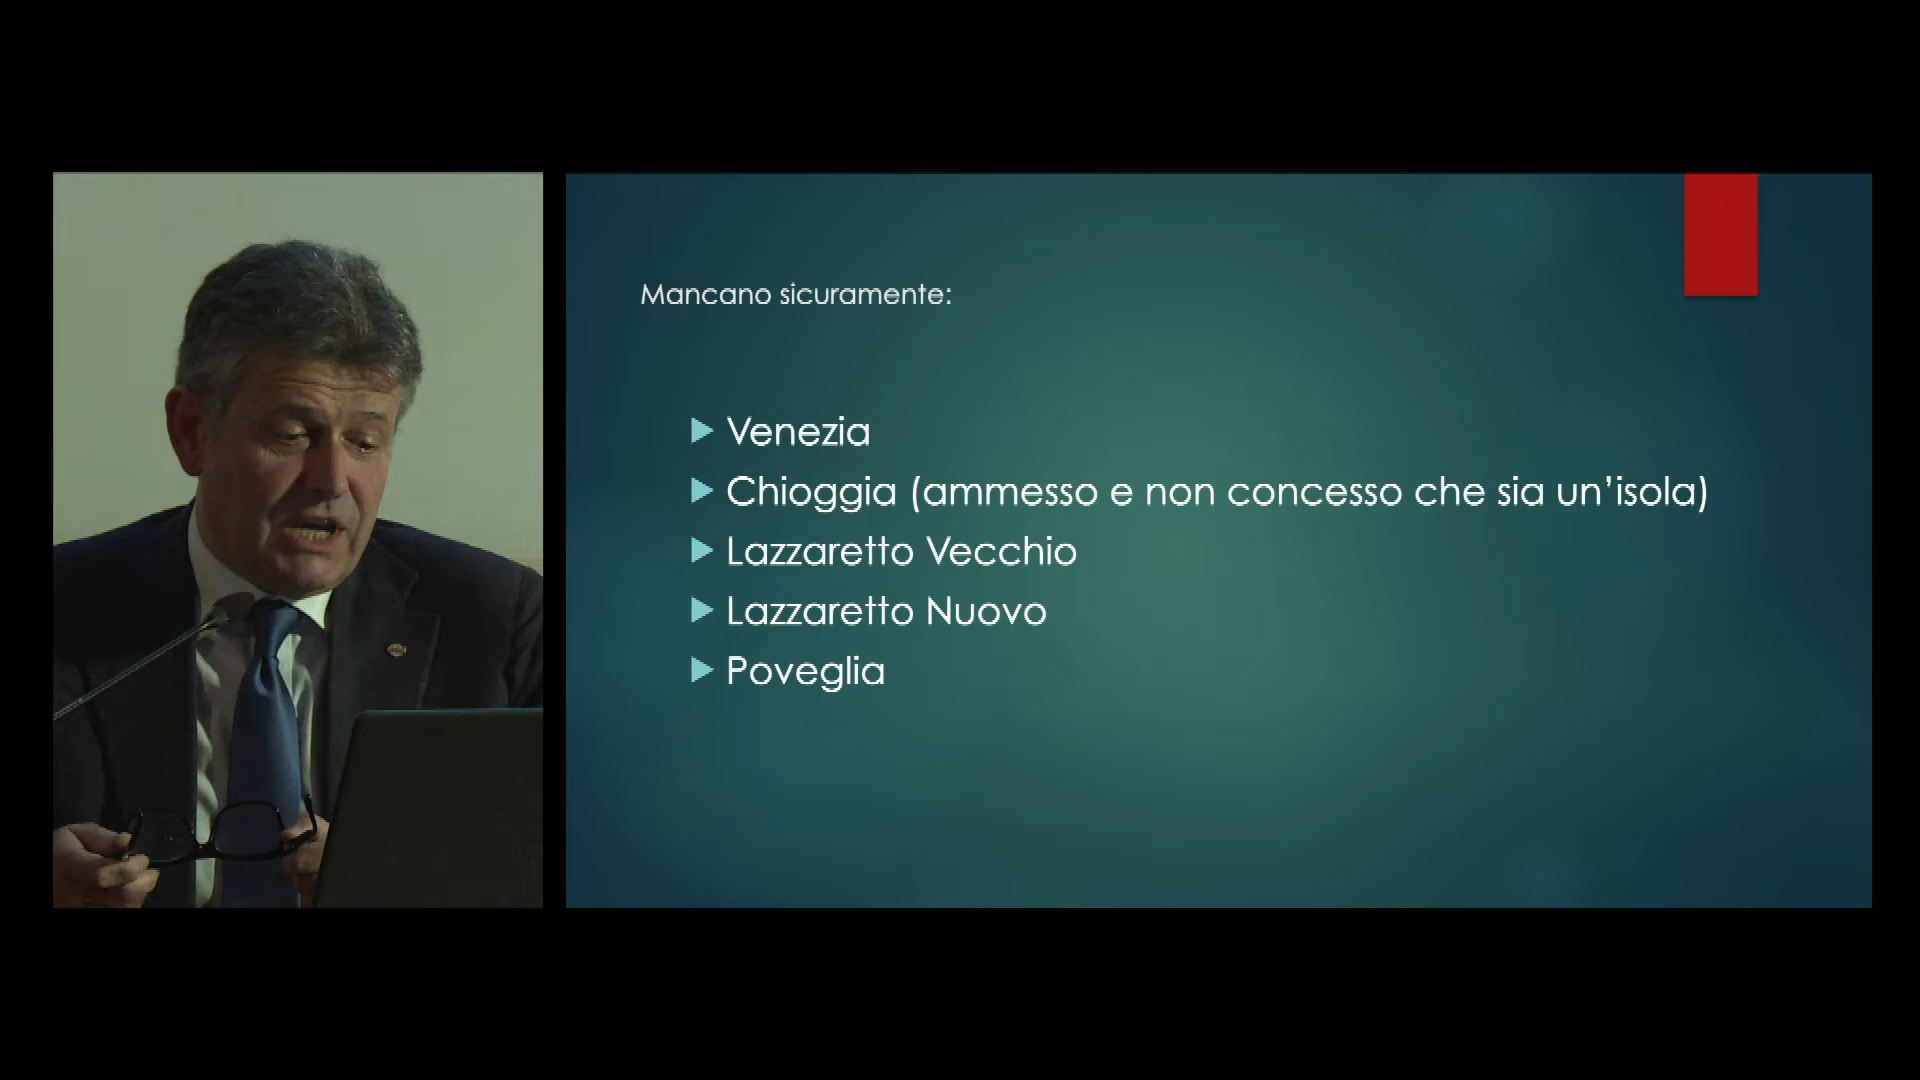 Mancano sicuramente:
Venezia
Chioggia (ammesso e non concesso che sia un’isola)
Lazzaretto Vecchio
Lazzaretto Nuovo
Poveglia